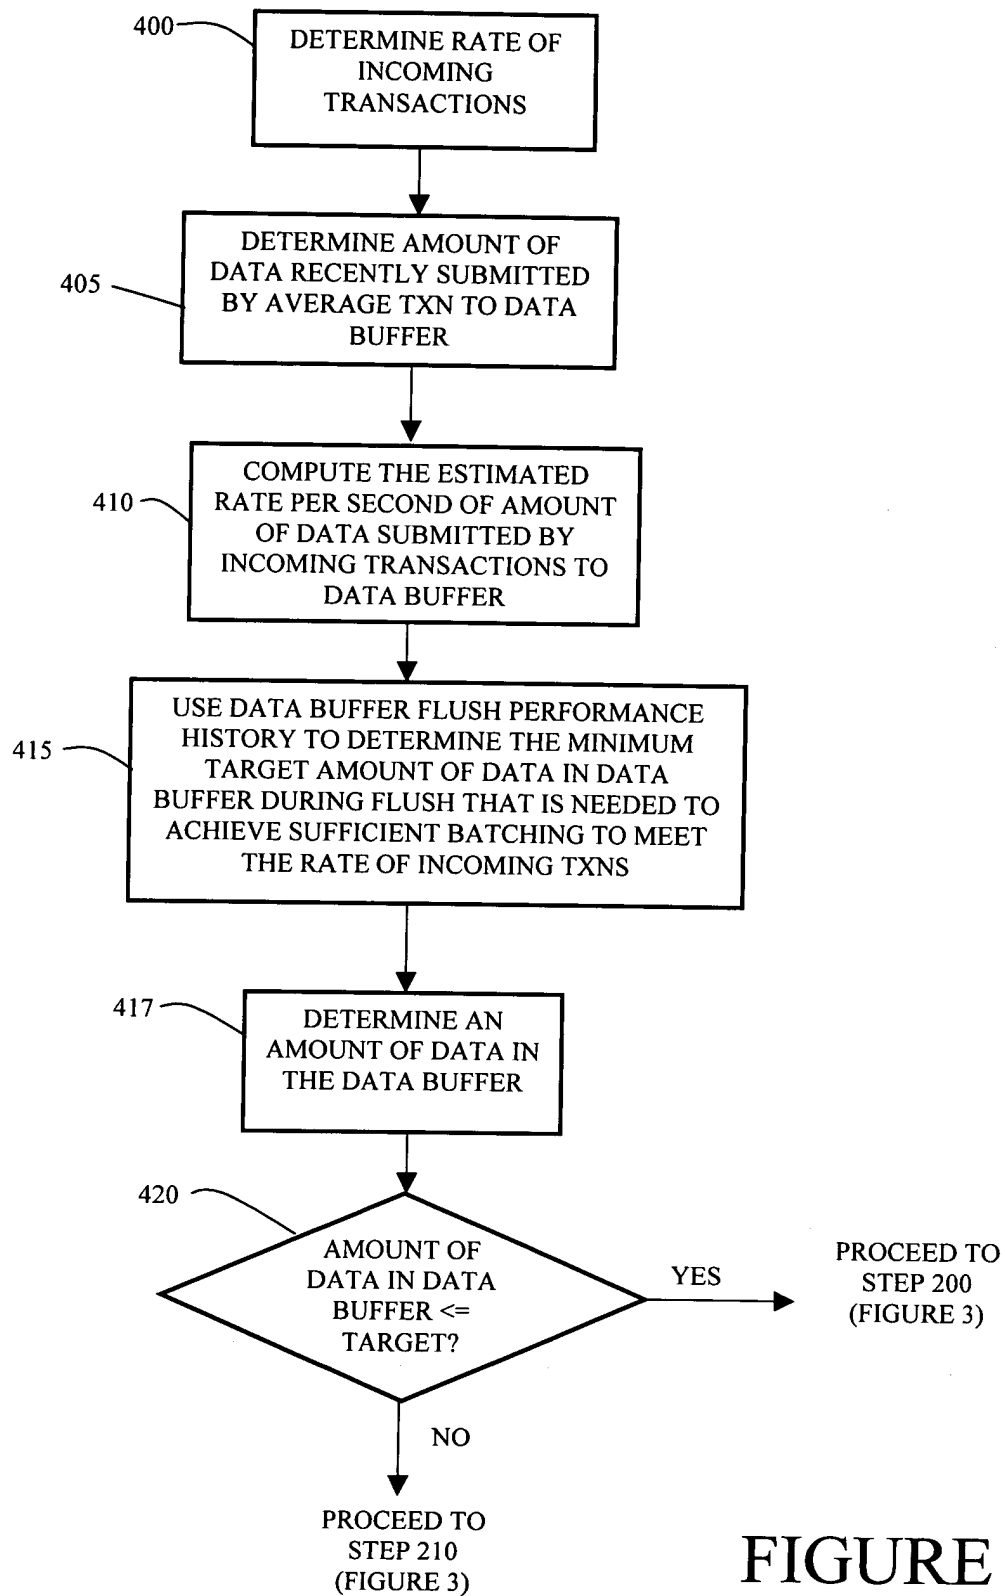 400
DETERMINE RATE OF
INCOMING
TRANSACTIONS
405
DETERMINE AMOUNT OF
DATA RECENTLY SUBMITTED
BY AVERAGE TXN TO DATA
BUFFER
410
COMPUTE THE ESTIMATED
RATE PER SECOND OF AMOUNT
OF DATA SUBMITTED BY
INCOMING TRANSACTIONS TO
DATA BUFFER
415
USE DATA BUFFER FLUSH PERFORMANCE
HISTORY TO DETERMINE THE MINIMUM
TARGET AMOUNT OF DATA IN DATA
BUFFER DURING FLUSH THAT IS NEEDED TO
ACHIEVE SUFFICIENT BATCHING TO MEET
THE RATE OF INCOMING TXNS
417
DETERMINE AN
AMOUNT OF DATA IN
THE DATA BUFFER
420
AMOUNT OF
DATA IN DATA
BUFFER <=
TARGET?
YES
PROCEED TO
STEP 200
(FIGURE 3)
NO
PROCEED TO
STEP 210
(FIGURE 3)
FIGURE